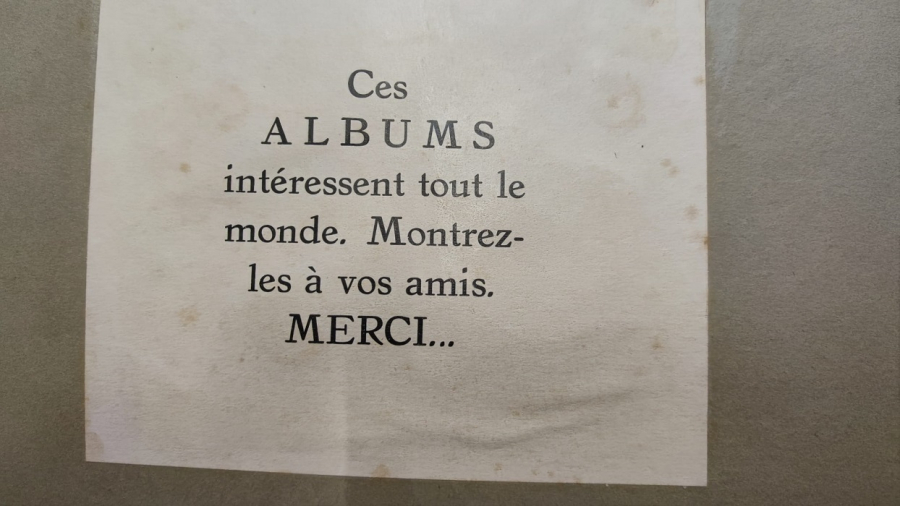 Ces
ALBUMS
intéressent tout le
monde. Montrez-
les à vos amis.
MERCI...